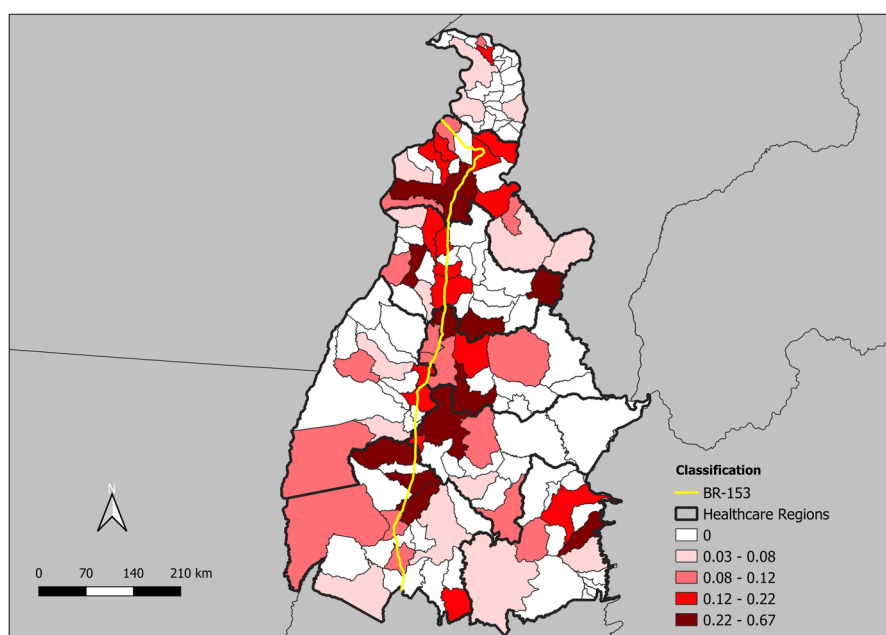 N
0 70 140 210 km
Classification
BR-153
Healthcare Regions
0
0.03 - 0.08
0.08 - 0.12
0.12 - 0.22
0.22 - 0.67